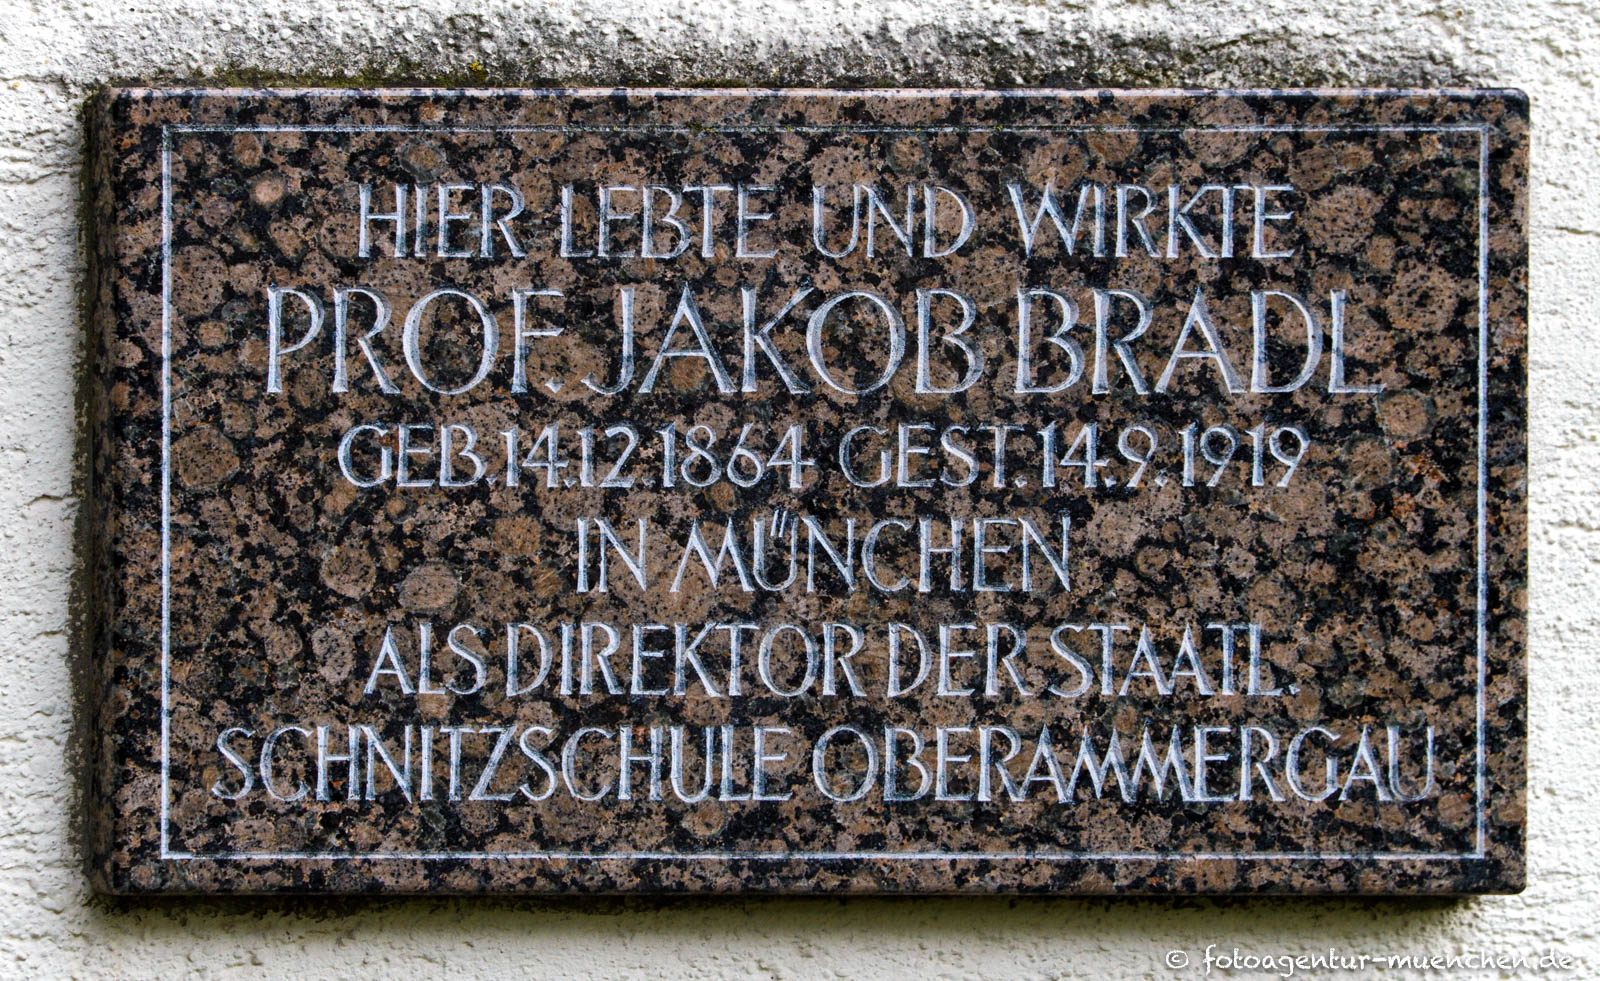 HIER LEBTE UND WIRKTE
PROF. JAKOB BRADL
GEB. 14.12.1864 GEST. 14.9.1919
IN MÜNCHEN
ALS DIREKTOR DER STAATL.
SCHNITZSCHULE OBERAMMERGAU
© fotoagentur-muenchen.de